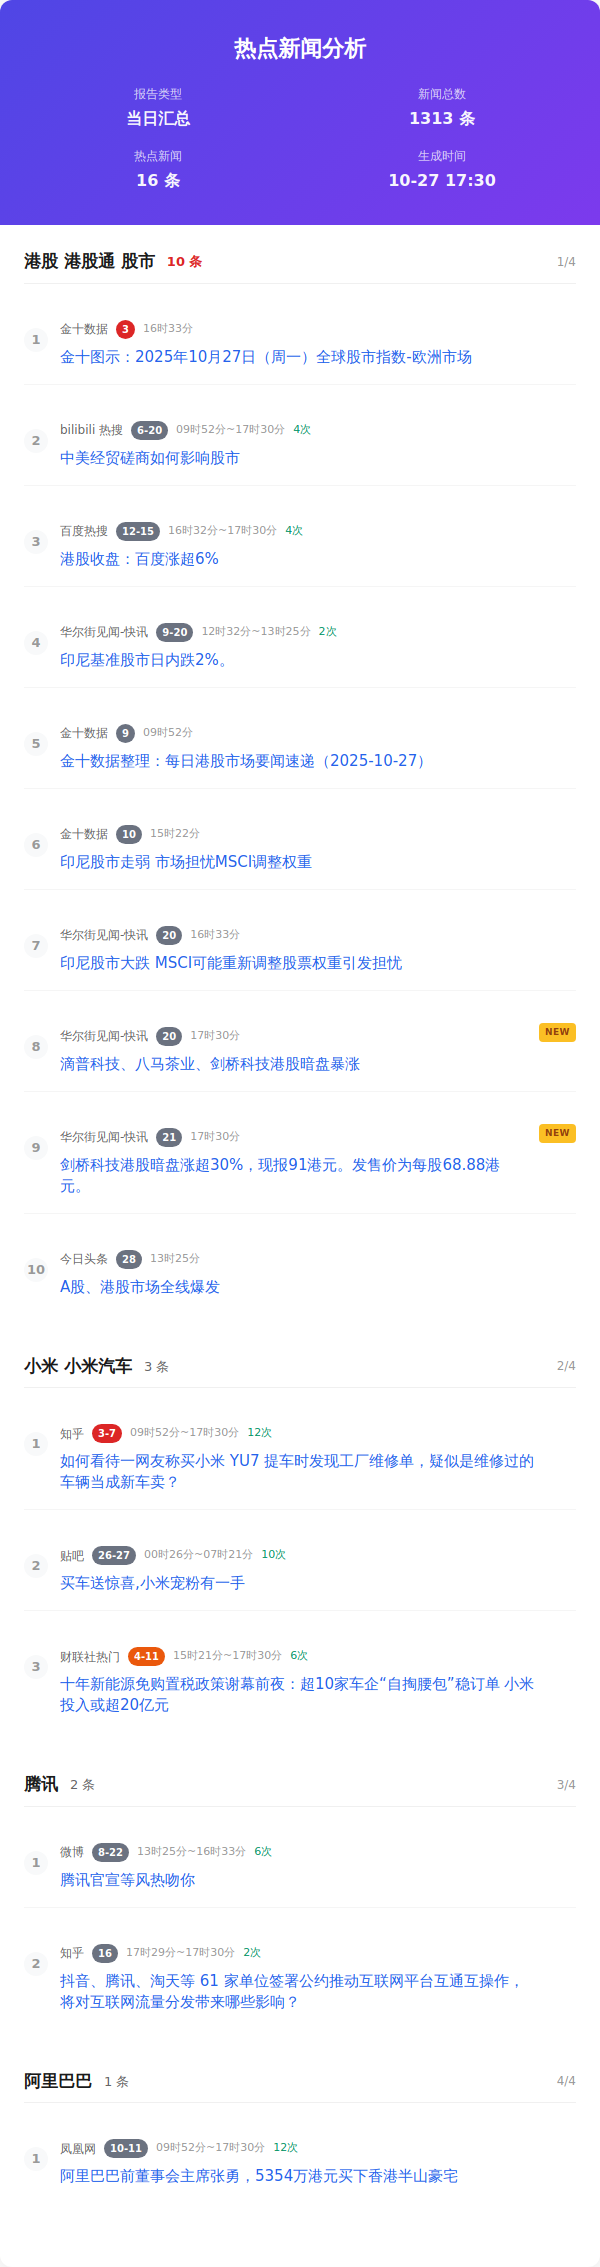 热点新闻分析
报告类型
新闻总数
当日汇总
1313 条
热点新闻
生成时间
16 条
10-27 17:30
港股 港股通 股市 10 条 1/4
1 金十数据 3 16时33分
金十图示：2025年10月27日（周一）全球股市指数-欧洲市场
2 bilibili 热搜 6-20 09时52分~17时30分 4次
中美经贸磋商如何影响股市
3 百度热搜 12-15 16时32分~17时30分 4次
港股收盘：百度涨超6%
4 华尔街见闻-快讯 9-20 12时32分~13时25分 2次
印尼基准股市日内跌2%。
5 金十数据 9 09时52分
金十数据整理：每日港股市场要闻速递（2025-10-27）
6 金十数据 10 15时22分
印尼股市走弱 市场担忧MSCI调整权重
7 华尔街见闻-快讯 20 16时33分
印尼股市大跌 MSCI可能重新调整股票权重引发担忧
8 华尔街见闻-快讯 20 17时30分 NEW
滴普科技、八马茶业、剑桥科技港股暗盘暴涨
9 华尔街见闻-快讯 21 17时30分 NEW
剑桥科技港股暗盘涨超30%，现报91港元。发售价为每股68.88港
元。
10 今日头条 28 13时25分
A股、港股市场全线爆发
小米 小米汽车 3 条 2/4
1 知乎 3-7 09时52分~17时30分 12次
如何看待一网友称买小米 YU7 提车时发现工厂维修单，疑似是维修过的
车辆当成新车卖？
2 贴吧 26-27 00时26分~07时21分 10次
买车送惊喜,小米宠粉有一手
3 财联社热门 4-11 15时21分~17时30分 6次
十年新能源免购置税政策谢幕前夜：超10家车企“自掏腰包”稳订单 小米
投入或超20亿元
腾讯 2 条 3/4
1 微博 8-22 13时25分~16时33分 6次
腾讯官宣等风热吻你
2 知乎 16 17时29分~17时30分 2次
抖音、腾讯、淘天等 61 家单位签署公约推动互联网平台互通互操作，
将对互联网流量分发带来哪些影响？
阿里巴巴 1 条 4/4
1 凤凰网 10-11 09时52分~17时30分 12次
阿里巴巴前董事会主席张勇，5354万港元买下香港半山豪宅